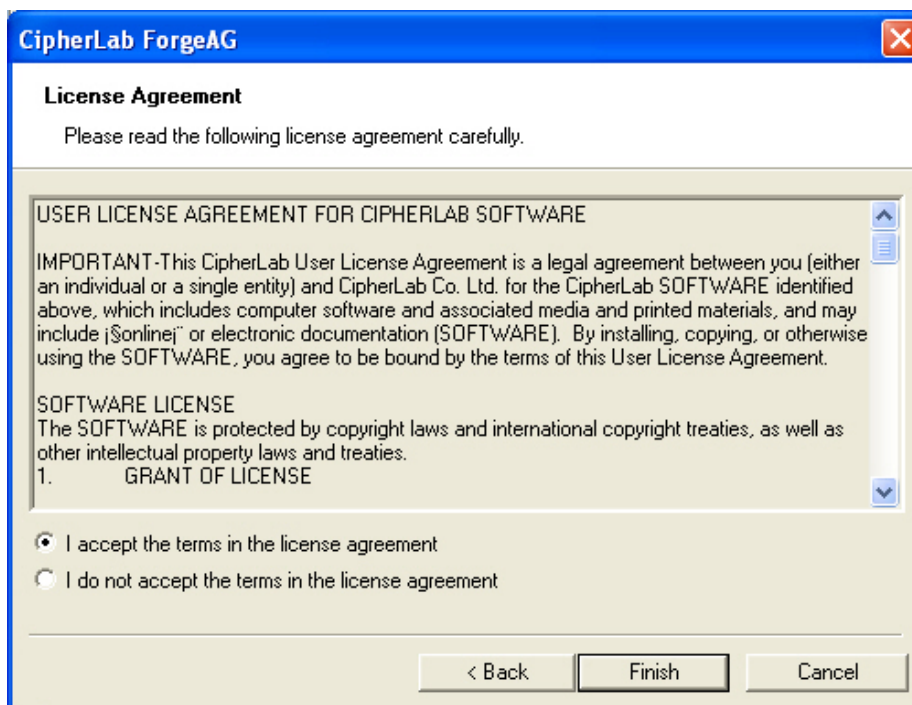 CipherLab ForgeAG
License Agreement
Please read the following license agreement carefully.
USER LICENSE AGREEMENT FOR CIPHERLAB SOFTWARE
IMPORTANT-This CipherLab User License Agreement is a legal agreement between you (either
an individual or a single entity) and CipherLab Co. Ltd. for the CipherLab SOFTWARE identified
above, which includes computer software and associated media and printed materials, and may
include ¡§online¡¨ or electronic documentation (SOFTWARE).  By installing, copying, or otherwise
using the SOFTWARE, you agree to be bound by the terms of this User License Agreement.
SOFTWARE LICENSE
The SOFTWARE is protected by copyright laws and international copyright treaties, as well as
other intellectual property laws and treaties.
1. GRANT OF LICENSE
I accept the terms in the license agreement
I do not accept the terms in the license agreement
< Back Finish Cancel